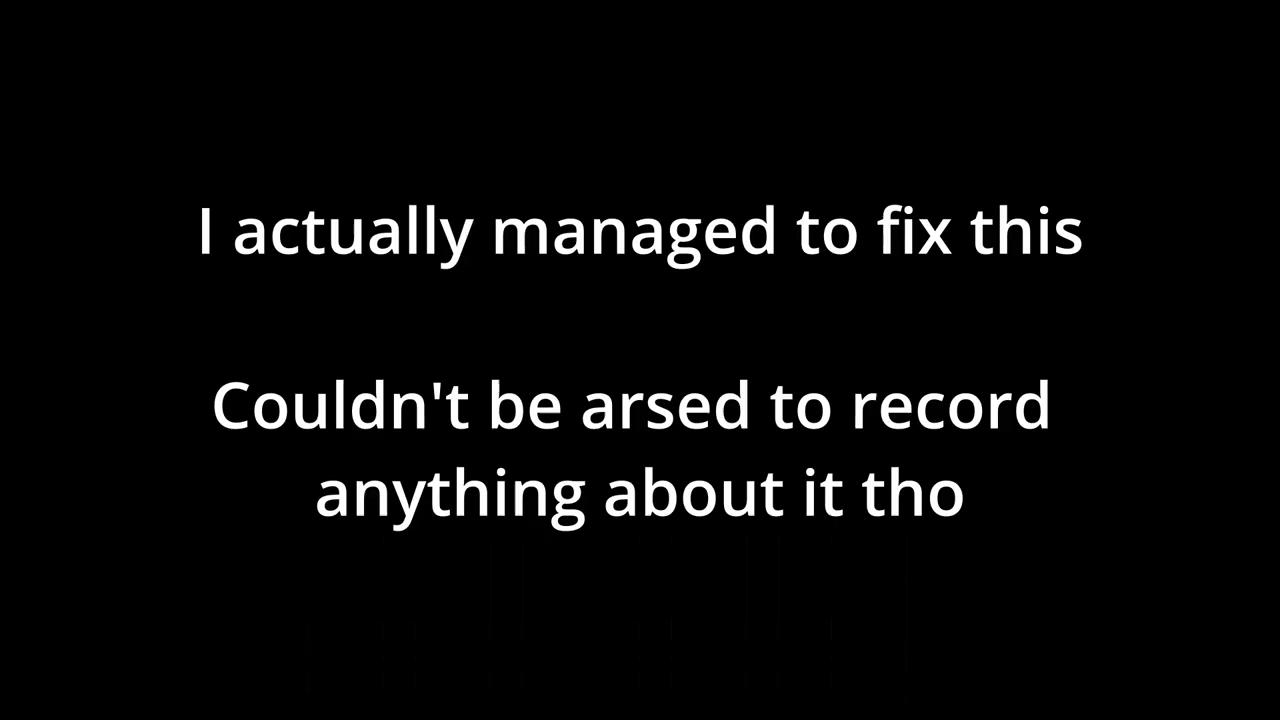 I actually managed to fix this
Couldn't be arsed to record
anything about it tho